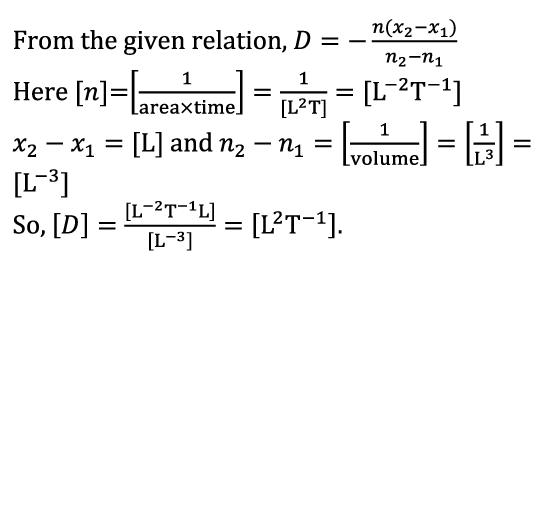 From the given relation, D = −n(x₂−x₁)/(n₂−n₁)
Here [n]=[1/area×time] = 1/[L²T] = [L⁻²T⁻¹]
x₂ − x₁ = [L] and n₂ − n₁ = [1/volume] = [1/L³] =
[L⁻³]
So, [D] = [L⁻²T⁻¹L]/[L⁻³] = [L²T⁻¹].